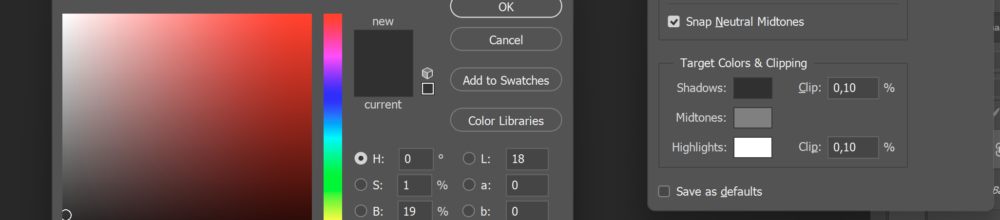 OK
new
Cancel
Add to Swatches
current
Color Libraries
H: 0 °
L: 18
S: 1 %
a: 0
B: 19 %
b: 0
Snap Neutral Midtones
Target Colors & Clipping
Shadows: Clip: 0,10 %
Midtones:
Highlights: Clip: 0,10 %
Save as defaults